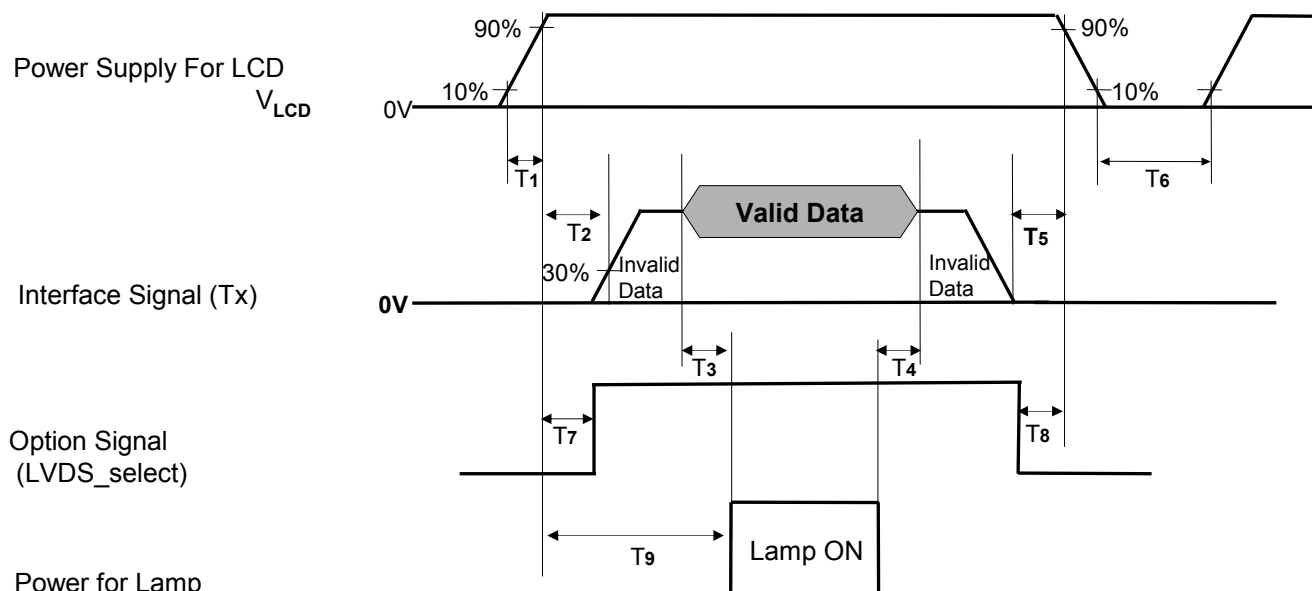 90%
90%
Power Supply For LCD
VLCD
10%
10%
0V
T1
T6
T2
Valid Data
T5
30%
Invalid
Data
Invalid
Data
Interface Signal (Tx)
0V
T3
T4
Option Signal
(LVDS_select)
T7
T8
T9
Lamp ON
Power for Lamp